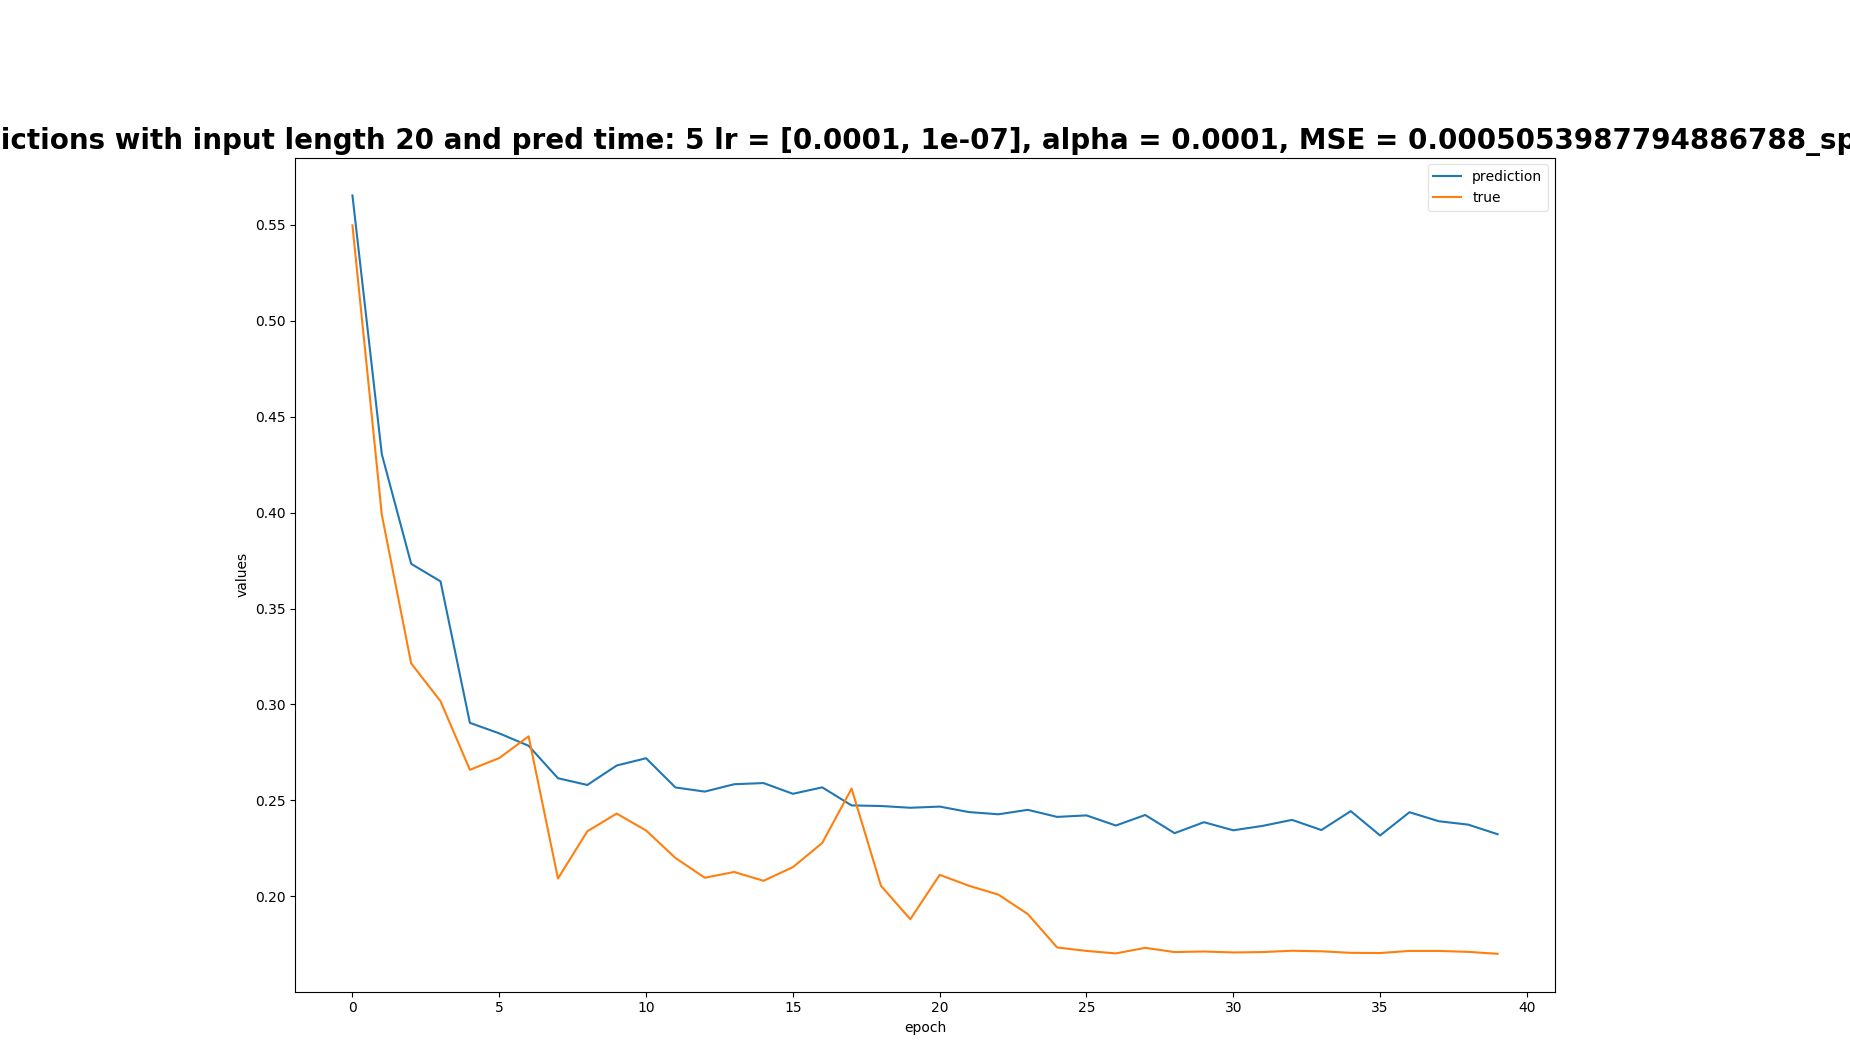 ictions with input length 20 and pred time: 5 lr = [0.0001, 1e-07], alpha = 0.0001, MSE = 0.0005053987794886788_sp
prediction
true
0.55
0.50
0.45
0.40
0.35
0.30
0.25
0.20
values
0 5 10 15 20 25 30 35 40
epoch